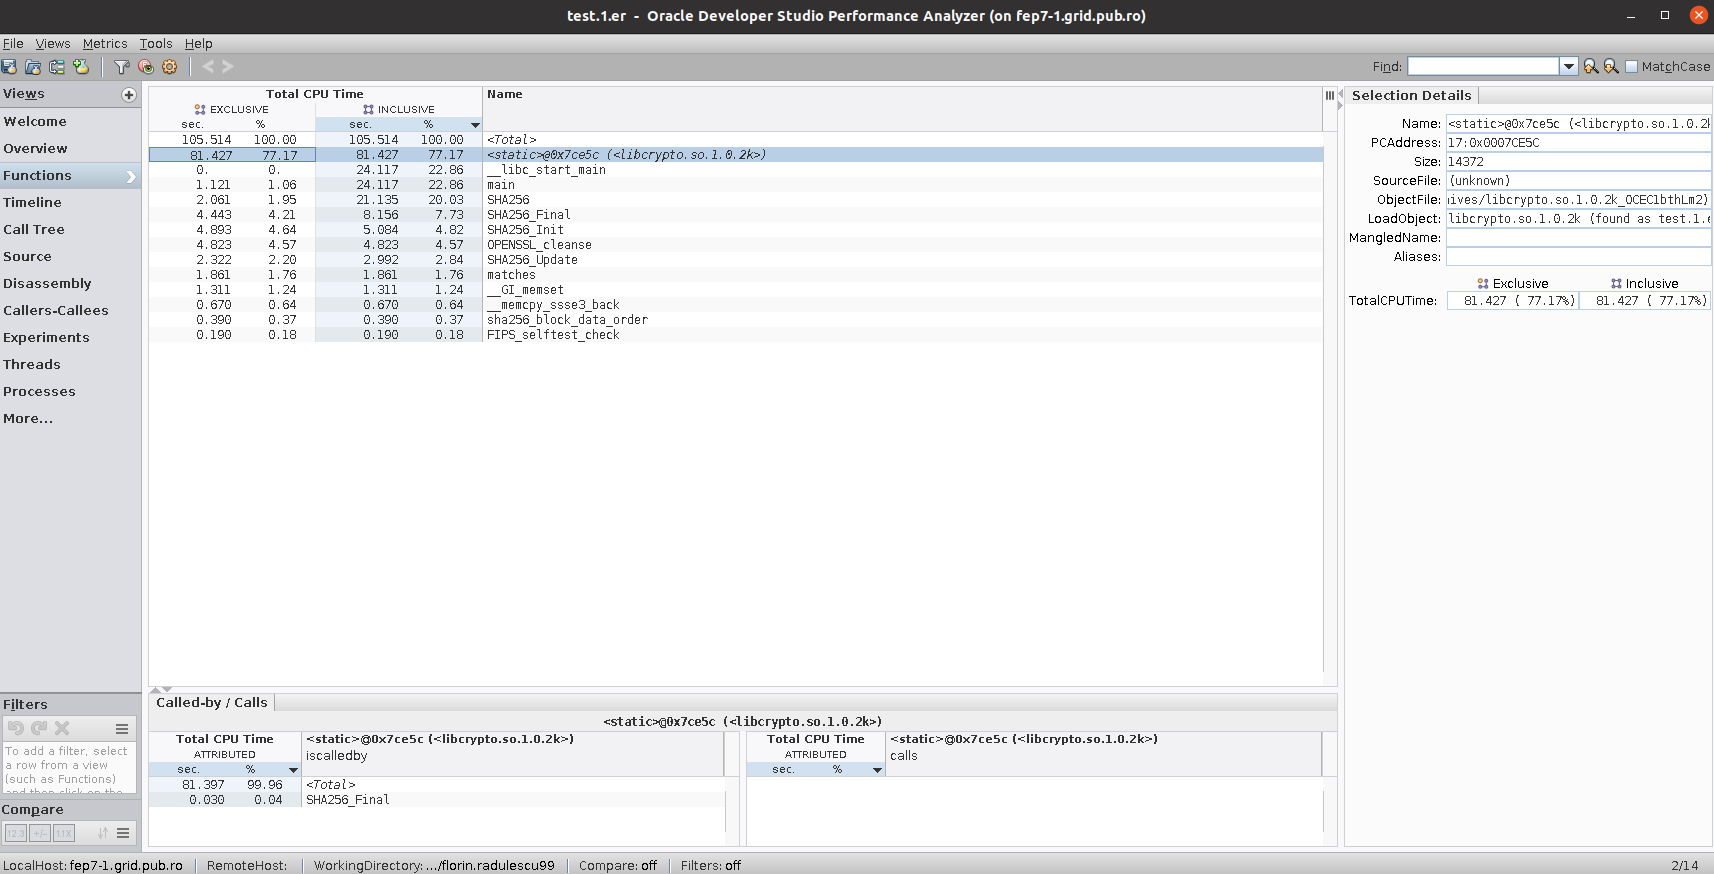 test.1.er - Oracle Developer Studio Performance Analyzer (on fep7-1.grid.pub.ro)
File Views Metrics Tools Help
Find: MatchCase
Views
Welcome
Overview
Functions
Timeline
Call Tree
Source
Disassembly
Callers-Callees
Experiments
Threads
Processes
More...
Total CPU Time Name
EXCLUSIVE INCLUSIVE
sec. % sec. %
105.514 100.00 105.514 100.00 <Total>
81.427 77.17 81.427 77.17 <static>@0x7ce5c (<libcrypto.so.1.0.2k>)
0. 0. 24.117 22.86 __libc_start_main
1.121 1.06 24.117 22.86 main
2.061 1.95 21.135 20.03 SHA256
4.443 4.21 8.156 7.73 SHA256_Final
4.893 4.64 5.084 4.82 SHA256_Init
4.823 4.57 4.823 4.57 OPENSSL_cleanse
2.322 2.20 2.992 2.84 SHA256_Update
1.861 1.76 1.861 1.76 matches
1.311 1.24 1.311 1.24 __GI_memset
0.670 0.64 0.670 0.64 __memcpy_ssse3_back
0.390 0.37 0.390 0.37 sha256_block_data_order
0.190 0.18 0.190 0.18 FIPS_selftest_check
Selection Details
Name: <static>@0x7ce5c (<libcrypto.so.1.0.2k
PCAddress: 17:0x0007CE5C
Size: 14372
SourceFile: (unknown)
ObjectFile: ives/libcrypto.so.1.0.2k_OCEC1bthLm2)
LoadObject: libcrypto.so.1.0.2k (found as test.1.e
MangledName:
Aliases:
Exclusive Inclusive
TotalCPUTime: 81.427 ( 77.17%) 81.427 ( 77.17%)
Called-by / Calls
<static>@0x7ce5c (<libcrypto.so.1.0.2k>)
Total CPU Time <static>@0x7ce5c (<libcrypto.so.1.0.2k>)
ATTRIBUTED iscalledby
sec. %
81.397 99.96 <Total>
0.030 0.04 SHA256_Final
Total CPU Time <static>@0x7ce5c (<libcrypto.so.1.0.2k>)
ATTRIBUTED calls
sec. %
Filters
To add a filter, select
a row from a view
(such as Functions)
and then click on the
Compare
12.3 +/- 1.1X
LocalHost: fep7-1.grid.pub.ro RemoteHost: WorkingDirectory: .../florin.radulescu99 Compare: off Filters: off 2/14